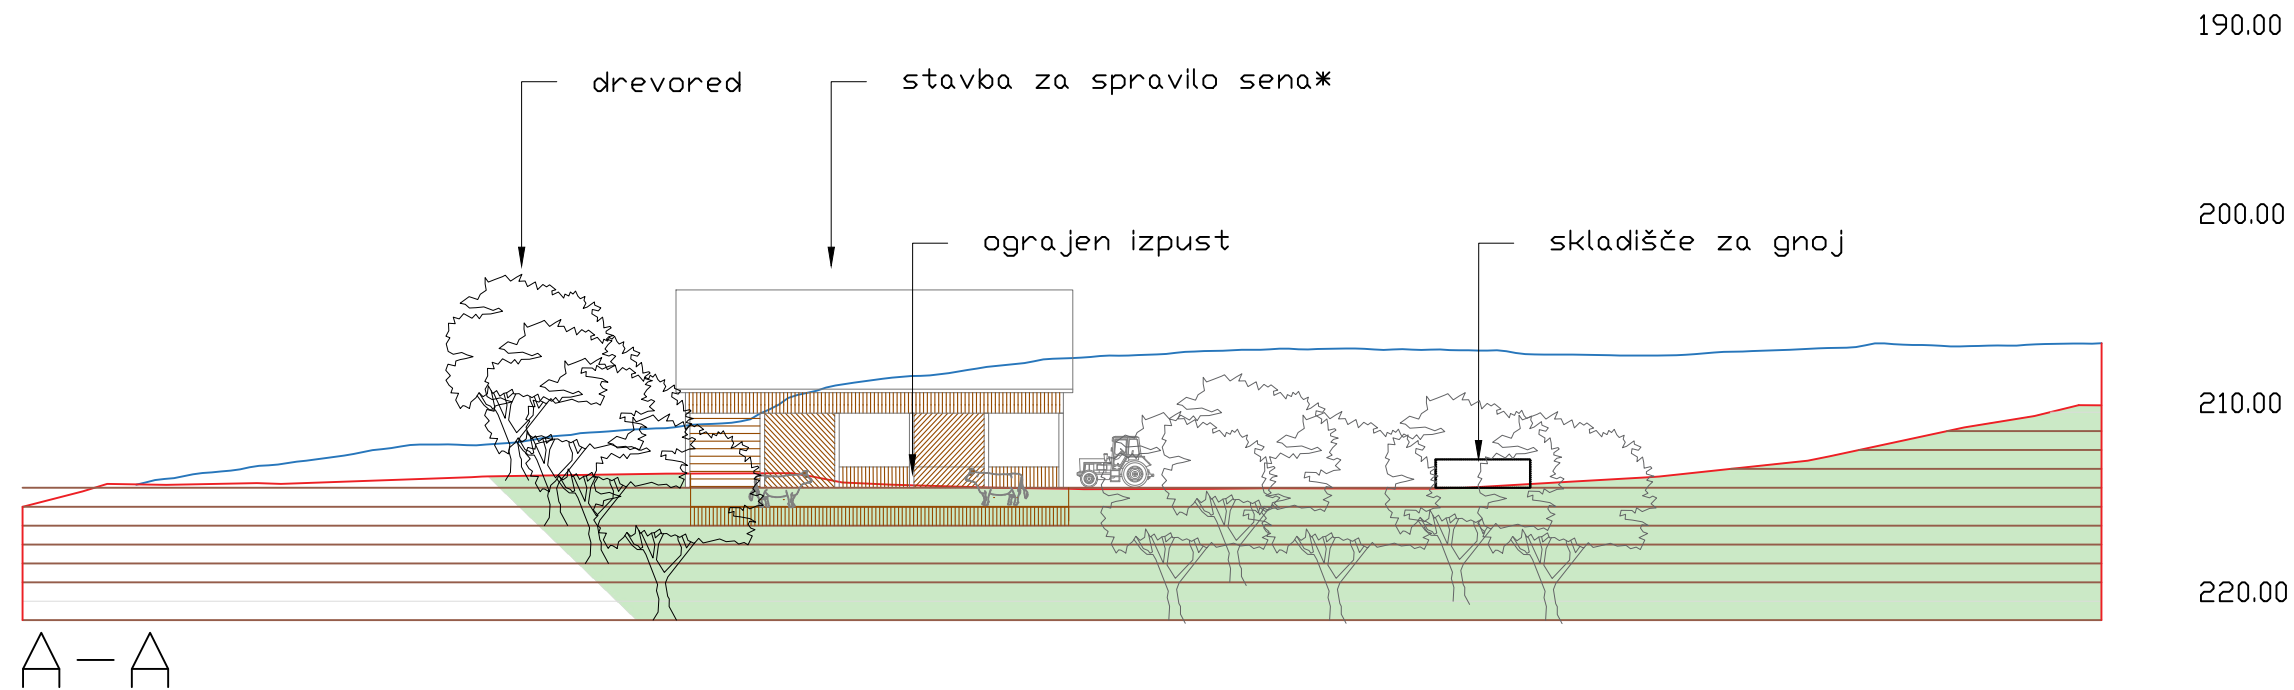 190.00
drevored
stavba za spravilo sena*
200.00
ograjen izpust
skladišče za gnoj
210.00
220.00
A — A